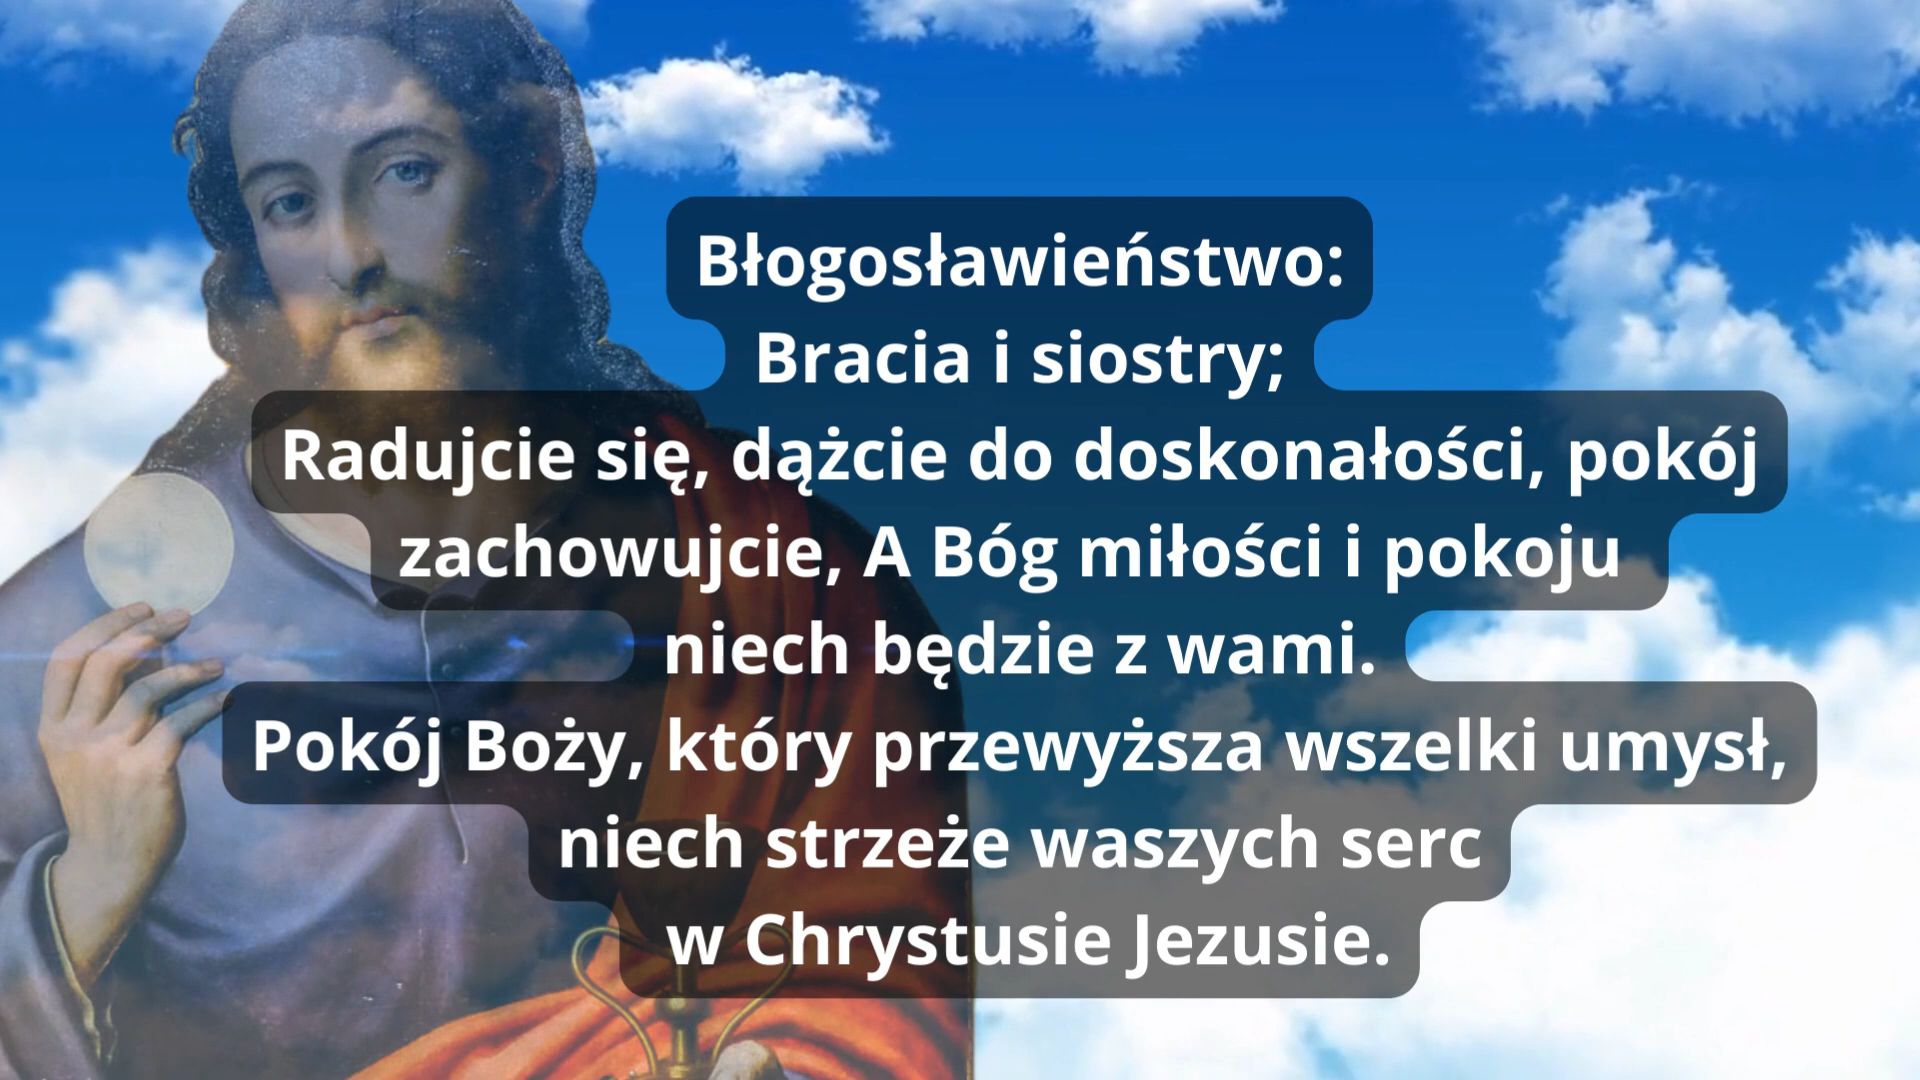 Błogosławieństwo:
Bracia i siostry;
Radujcie się, dążcie do doskonałości, pokój
zachowujcie, A Bóg miłości i pokoju
niech będzie z wami.
Pokój Boży, który przewyższa wszelki umysł,
niech strzeże waszych serc
w Chrystusie Jezusie.